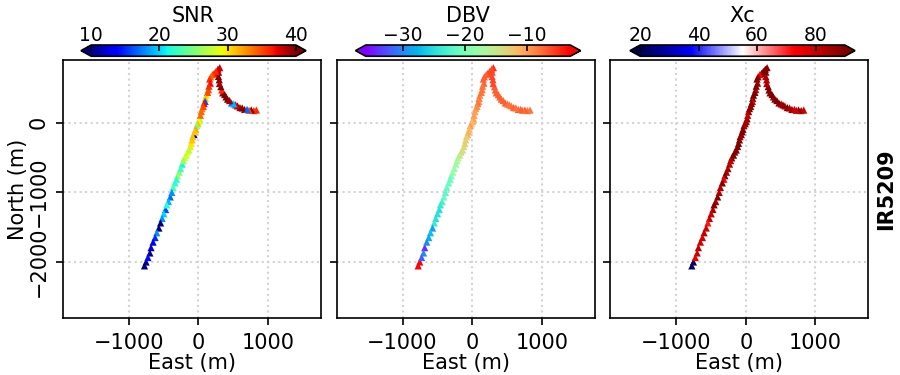 SNR DBV Xc
10 20 30 40 −30 −20 −10 20 40 60 80
North (m)
0
−1000
−2000
IR5209
−1000 0 1000 −1000 0 1000 −1000 0 1000
East (m) East (m) East (m)